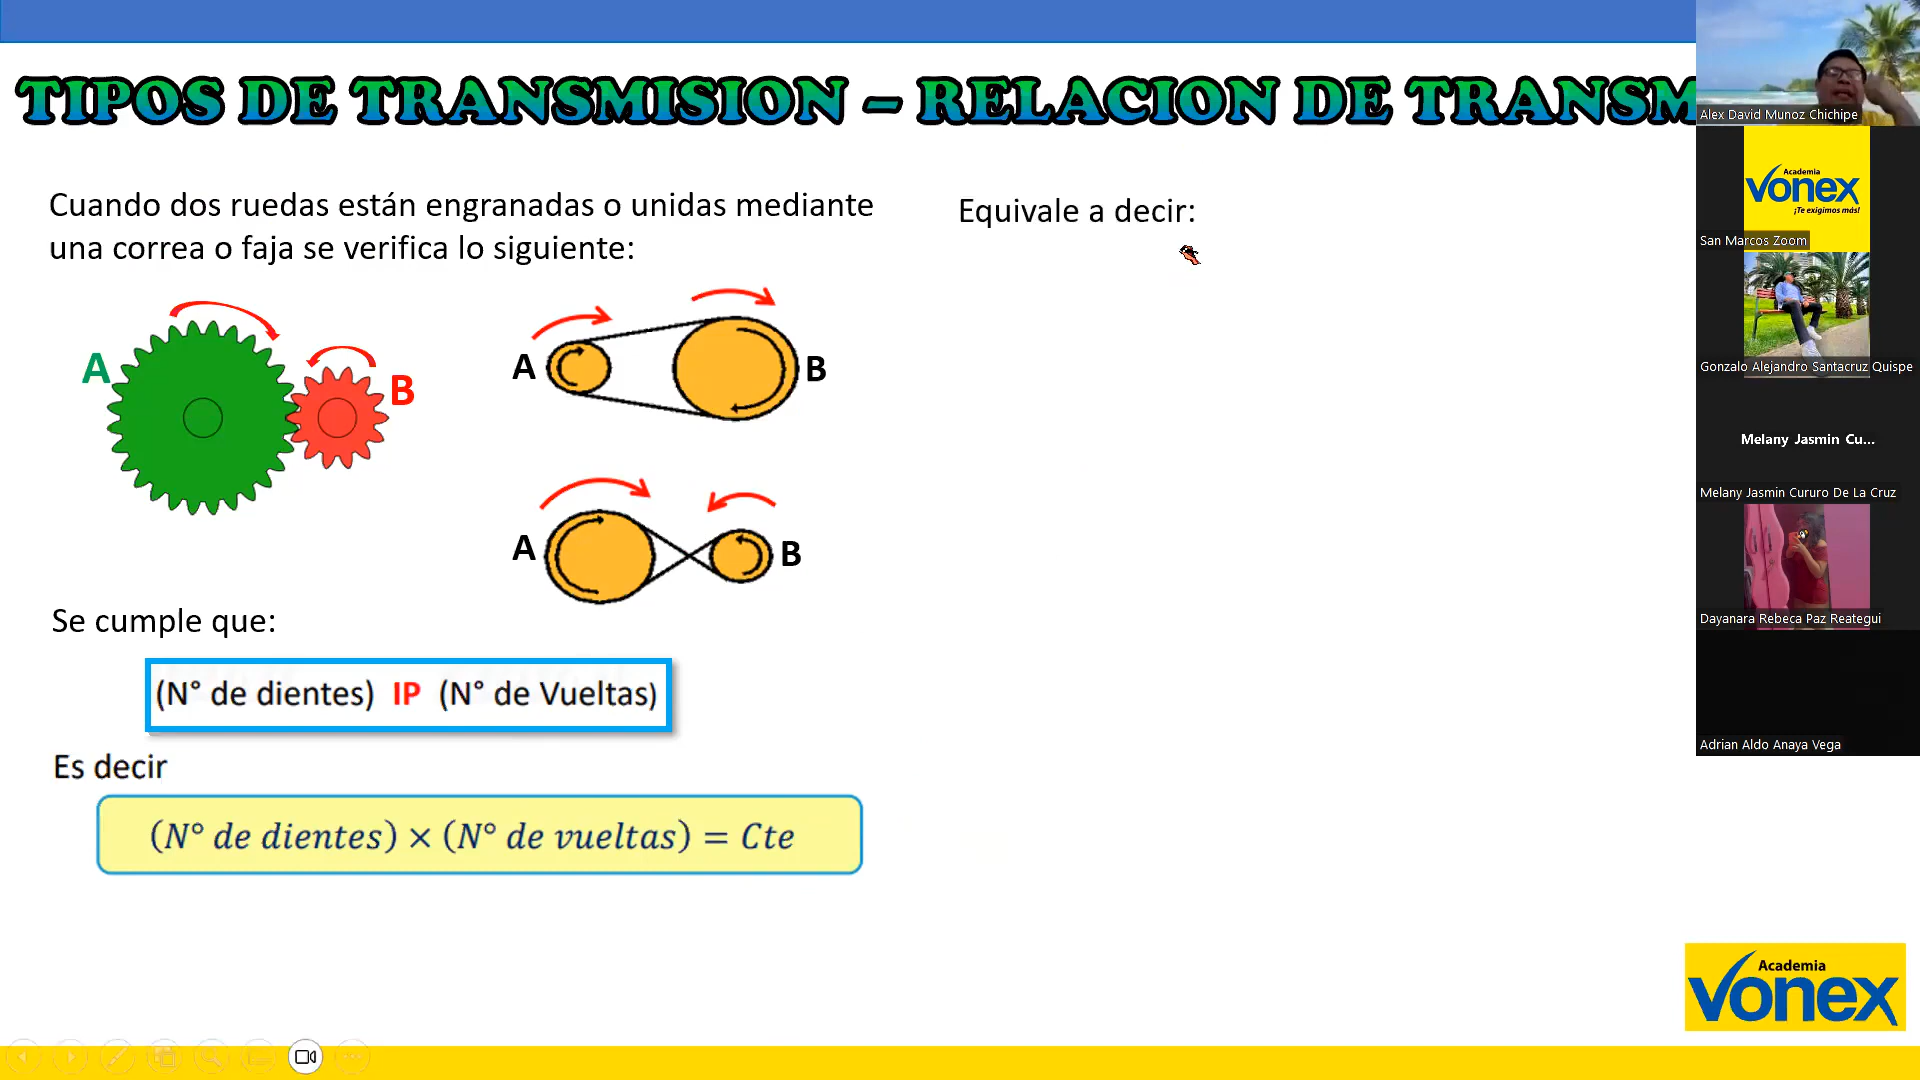 TIPOS DE TRANSMISION – RELACION DE TRANSM
Cuando dos ruedas están engranadas o unidas mediante
una correa o faja se verifica lo siguiente:
A
B
A
B
A
B
Se cumple que:
(N° de dientes) IP (N° de Vueltas)
Es decir
(N° de dientes) × (N° de vueltas) = Cte
Equivale a decir:
Alex David Munoz Chichipe
Academia
vonex
¡Te exigimos más!
San Marcos Zoom
Gonzalo Alejandro Santacruz Quispe
Melany Jasmin Cu...
Melany Jasmin Cururo De La Cruz
Dayanara Rebeca Paz Reategui
Adrian Aldo Anaya Vega
Academia
vonex